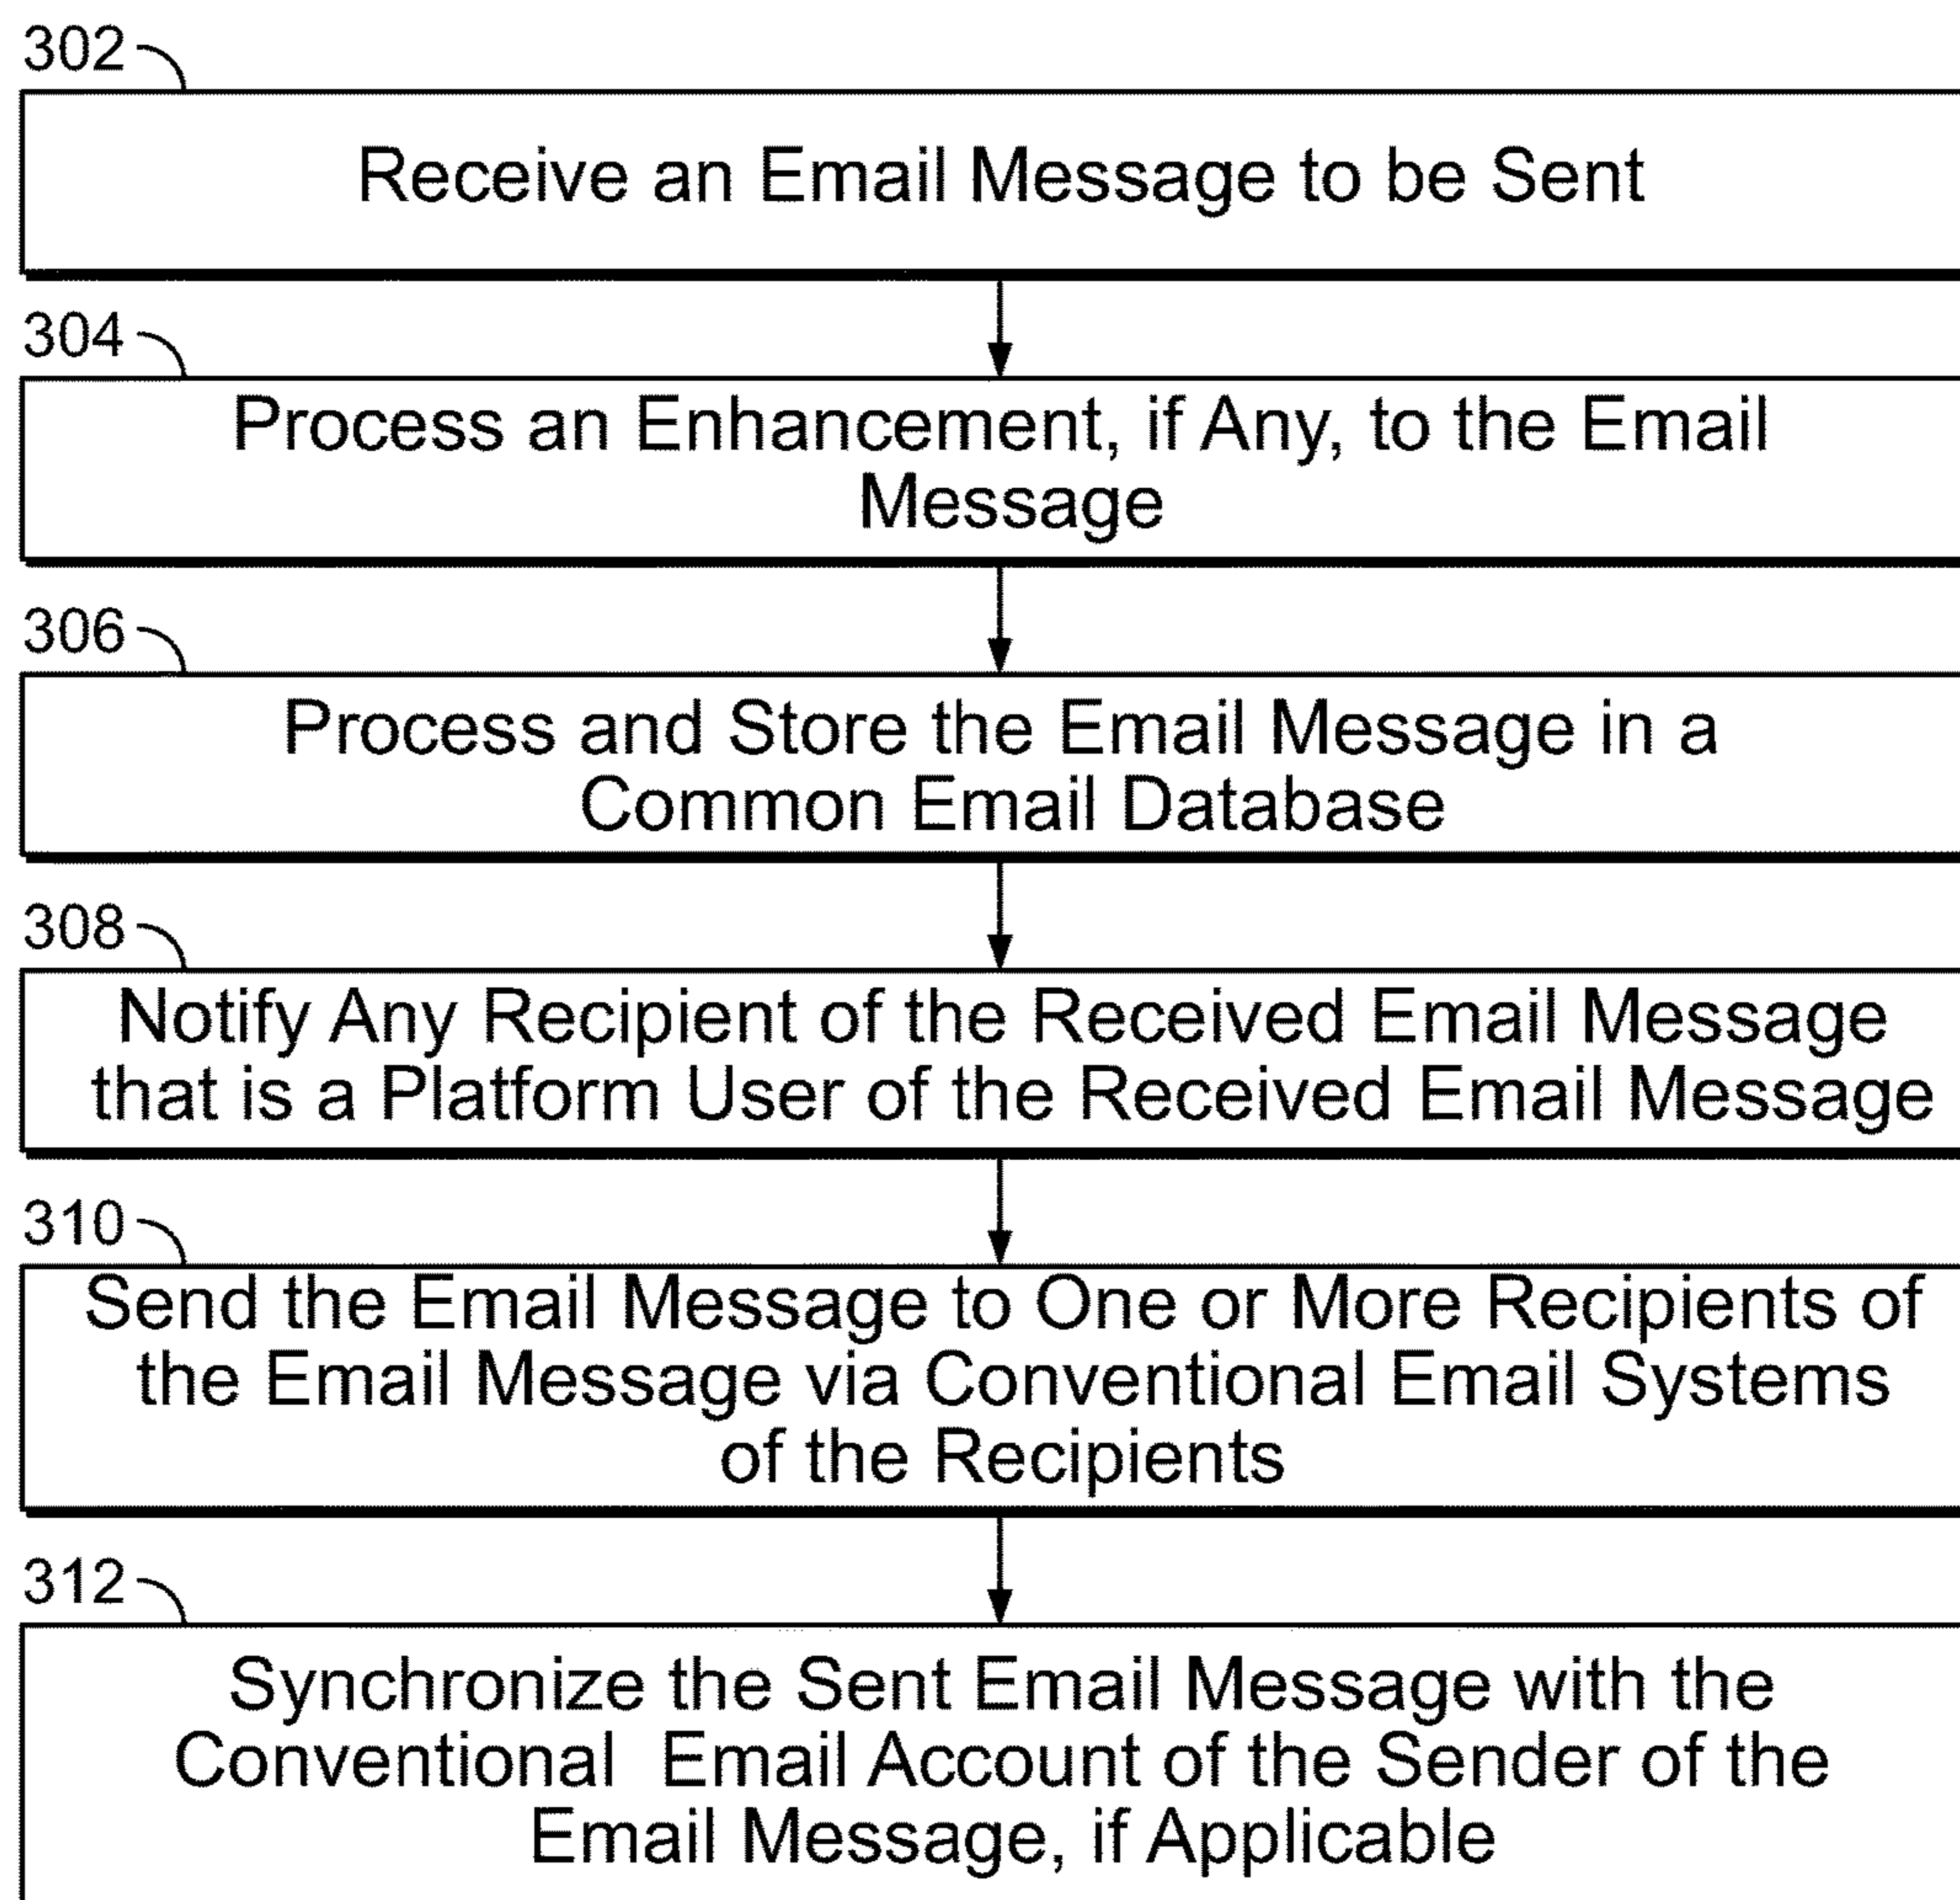 302
Receive an Email Message to be Sent
304
Process an Enhancement, if Any, to the Email
Message
306
Process and Store the Email Message in a
Common Email Database
308
Notify Any Recipient of the Received Email Message
that is a Platform User of the Received Email Message
310
Send the Email Message to One or More Recipients of
the Email Message via Conventional Email Systems
of the Recipients
312
Synchronize the Sent Email Message with the
Conventional Email Account of the Sender of the
Email Message, if Applicable